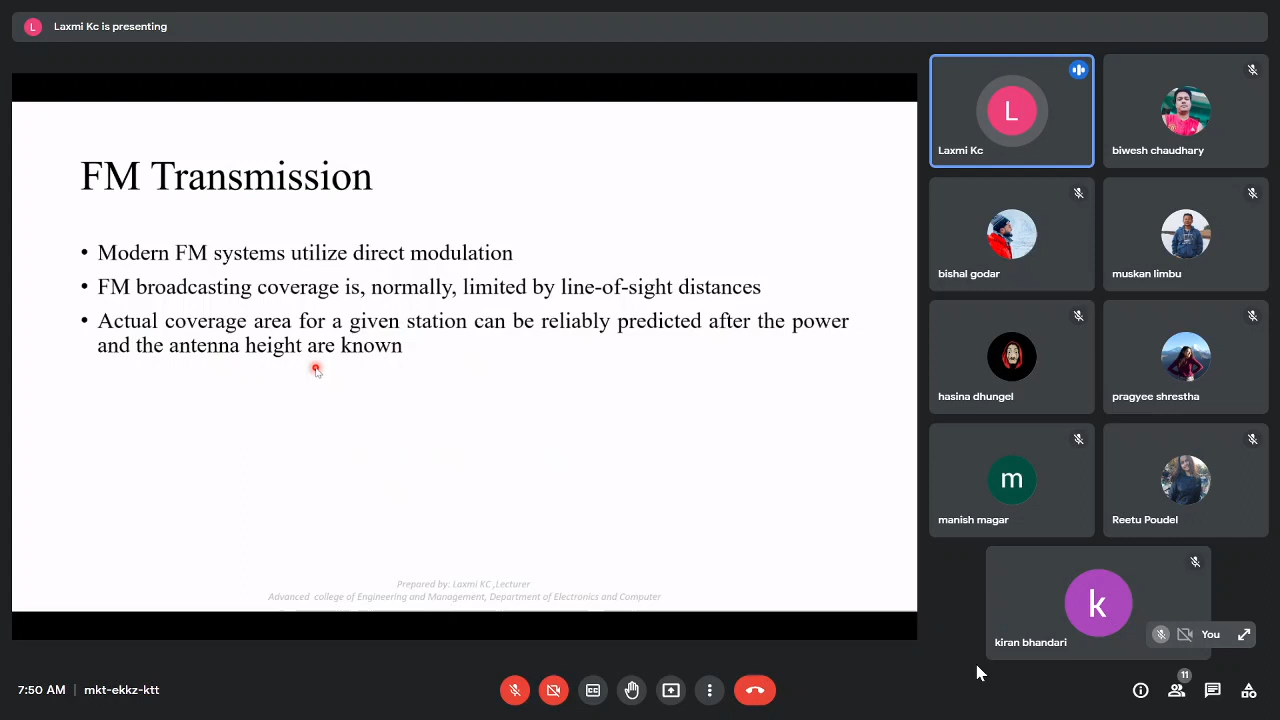 L Laxmi Kc is presenting
FM Transmission
• Modern FM systems utilize direct modulation
• FM broadcasting coverage is, normally, limited by line-of-sight distances
• Actual coverage area for a given station can be reliably predicted after the power
and the antenna height are known
Prepared by: Laxmi KC ,Lecturer
Advanced college of Engineering and Management, Department of Electronics and Computer
L
Laxmi Kc
biwesh chaudhary
bishal godar
muskan limbu
hasina dhungel
pragyee shrestha
m
manish magar
Reetu Poudel
k
kiran bhandari
You
7:50 AM | mkt-ekkz-ktt
CC
11